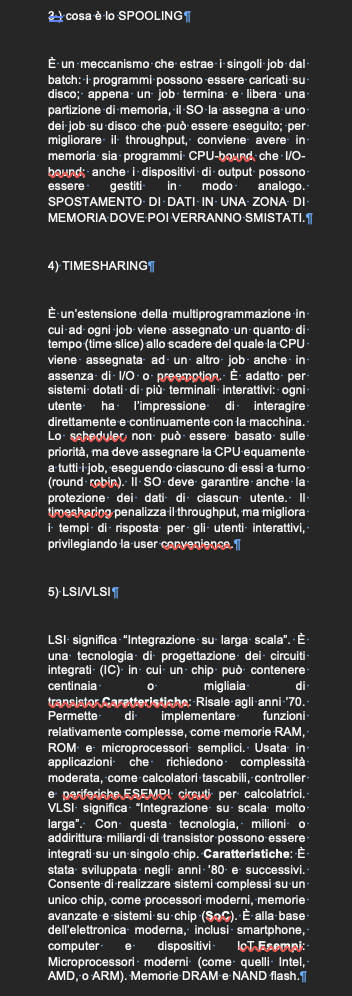 3 ) cosa è lo SPOOLING¶
È un meccanismo che estrae i singoli job dal
batch: i programmi possono essere caricati su
disco; appena un job termina e libera una
partizione di memoria, il SO la assegna a uno
dei job su disco che può essere eseguito; per
migliorare il throughput, conviene avere in
memoria sia programmi CPU-bound che I/O-
bound; anche i dispositivi di output possono
essere gestiti in modo analogo.
SPOSTAMENTO DI DATI IN UNA ZONA DI
MEMORIA DOVE POI VERRANNO SMISTATI.¶
4) TIMESHARING¶
È un'estensione della multiprogrammazione in
cui ad ogni job viene assegnato un quanto di
tempo (time slice) allo scadere del quale la CPU
viene assegnata ad un altro job anche in
assenza di I/O o preemption. È adatto per
sistemi dotati di più terminali interattivi: ogni
utente ha l'impressione di interagire
direttamente e continuamente con la macchina.
Lo scheduler non può essere basato sulle
priorità, ma deve assegnare la CPU equamente
a tutti i job, eseguendo ciascuno di essi a turno
(round robin). Il SO deve garantire anche la
protezione dei dati di ciascun utente. Il
timesharing penalizza il throughput, ma migliora
i tempi di risposta per gli utenti interattivi,
privilegiando la user convenience.¶
5) LSI/VLSI¶
LSI significa “Integrazione su larga scala”. È
una tecnologia di progettazione dei circuiti
integrati (IC) in cui un chip può contenere
centinaia o migliaia di
transistor.Caratteristiche: Risale agli anni '70.
Permette di implementare funzioni
relativamente complesse, come memorie RAM,
ROM e microprocessori semplici. Usata in
applicazioni che richiedono complessità
moderata, come calcolatori tascabili, controller
e periferiche.ESEMPI circuti per calcolatrici.
VLSI significa “Integrazione su scala molto
larga”. Con questa tecnologia, milioni o
addirittura miliardi di transistor possono essere
integrati su un singolo chip. Caratteristiche: È
stata sviluppata negli anni '80 e successivi.
Consente di realizzare sistemi complessi su un
unico chip, come processori moderni, memorie
avanzate e sistemi su chip (SoC). È alla base
dell'elettronica moderna, inclusi smartphone,
computer e dispositivi IoT.Esempi:
Microprocessori moderni (come quelli Intel,
AMD, o ARM). Memorie DRAM e NAND flash.¶